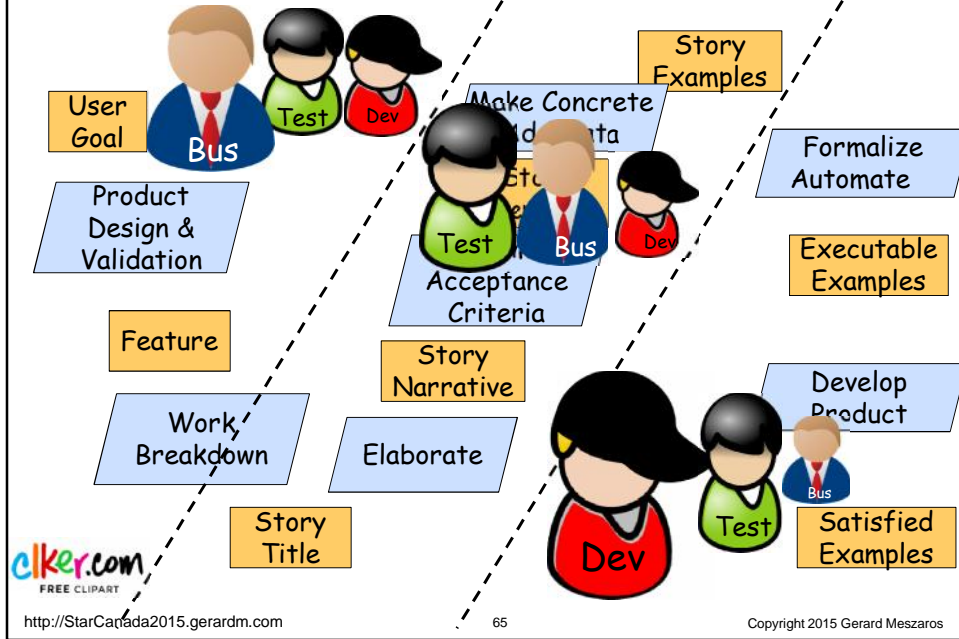 User
Goal
Bus
Test
Dev
Product
Design &
Validation
Feature
Work
Breakdown
Story
Title
Story
Examples
Make Concrete
Test
Bus
Dev
Acceptance
Criteria
Story
Narrative
Elaborate
Formalize
Automate
Executable
Examples
Develop
Product
Dev
Test
Bus
Satisfied
Examples
clker.com
FREE CLIPART
http://StarCanada2015.gerardm.com
65
Copyright 2015 Gerard Meszaros